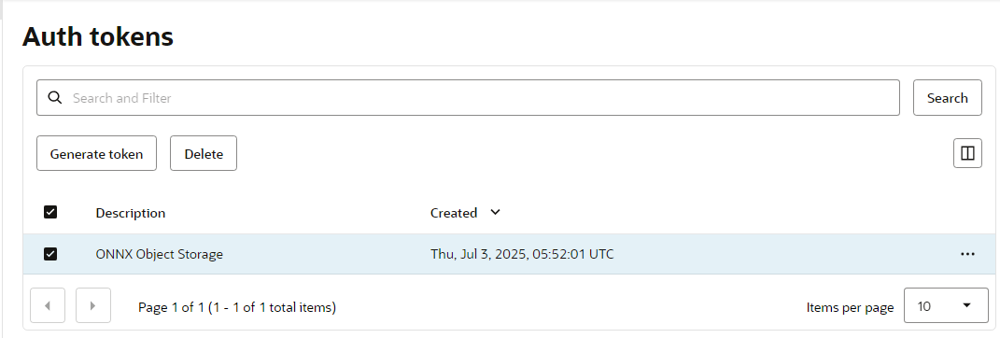 Auth tokens
Search and Filter
Search
Generate token
Delete
Description
Created
ONNX Object Storage
Thu, Jul 3, 2025, 05:52:01 UTC
Page 1 of 1 (1 - 1 of 1 total items)
Items per page
10